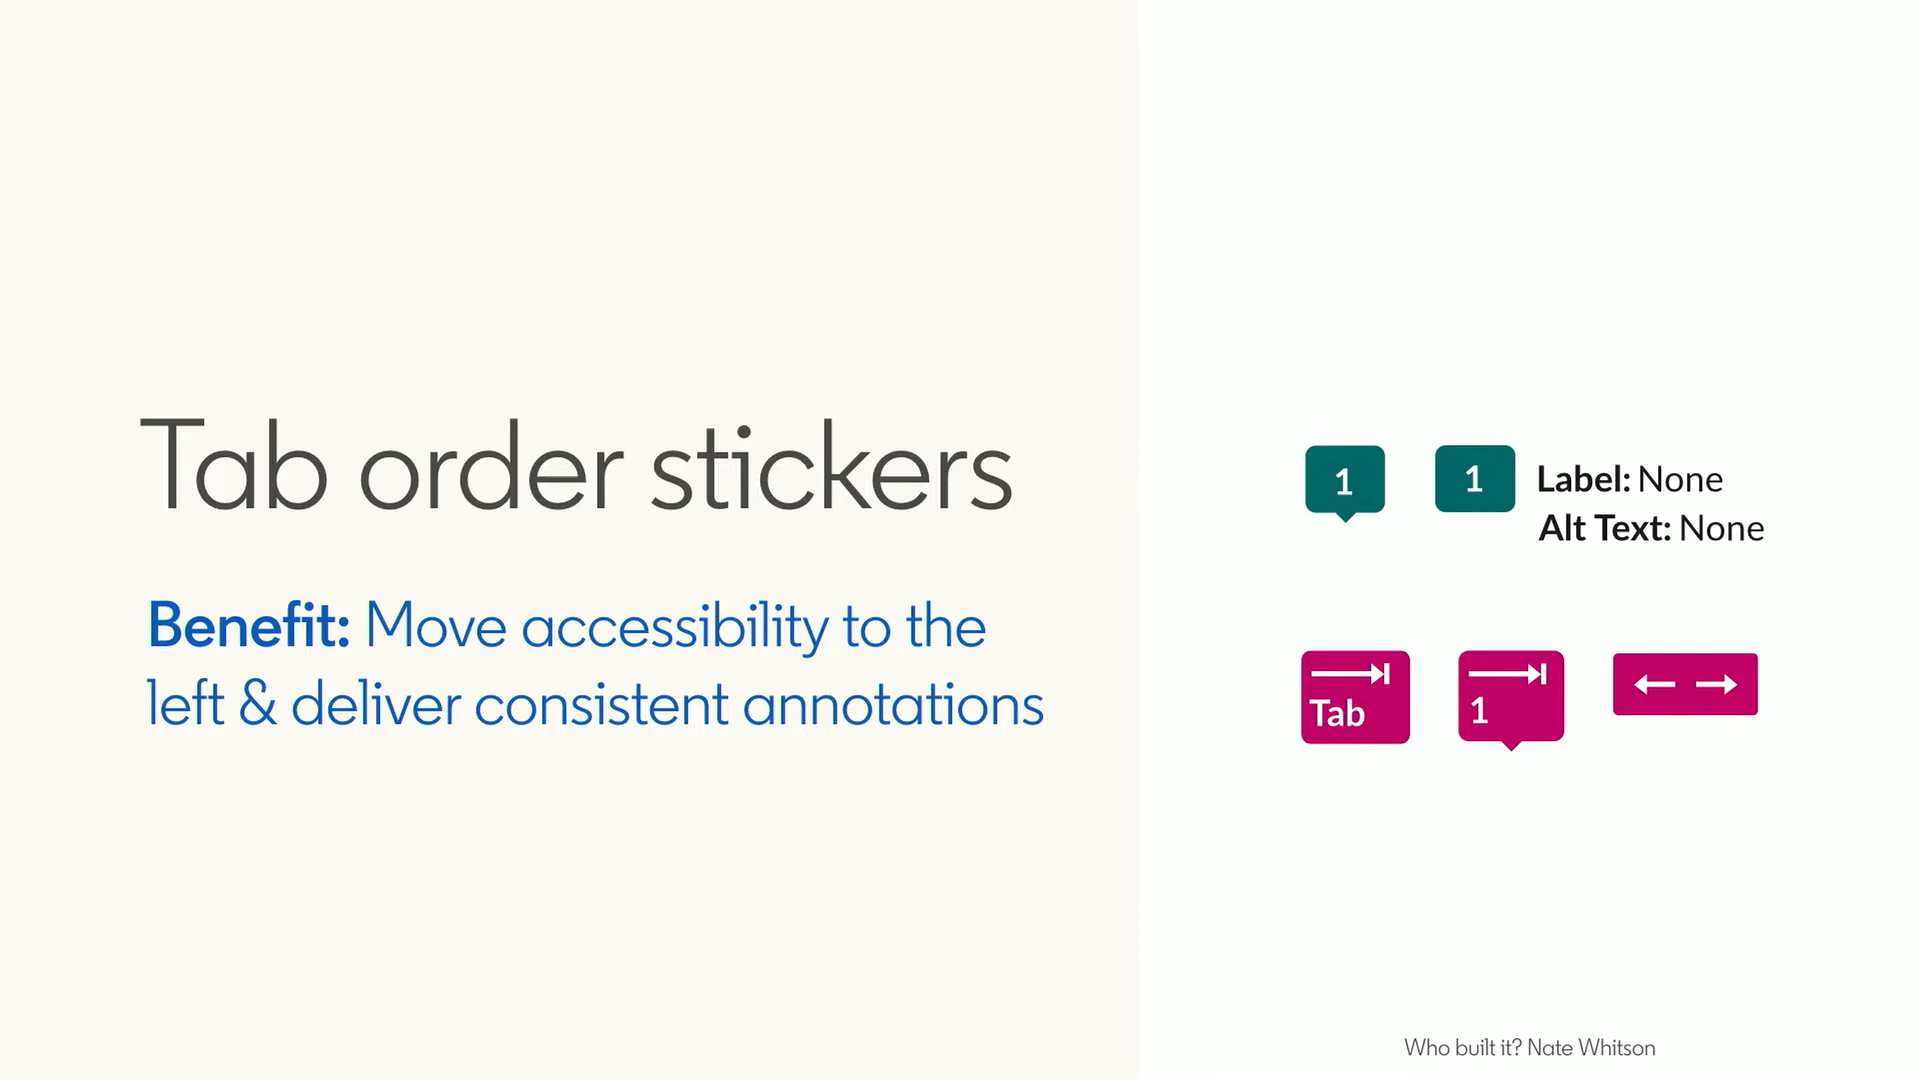 Tab order stickers
Benefit: Move accessibility to the
left & deliver consistent annotations
1
1
Label: None
Alt Text: None
Tab
1
Who built it? Nate Whitson